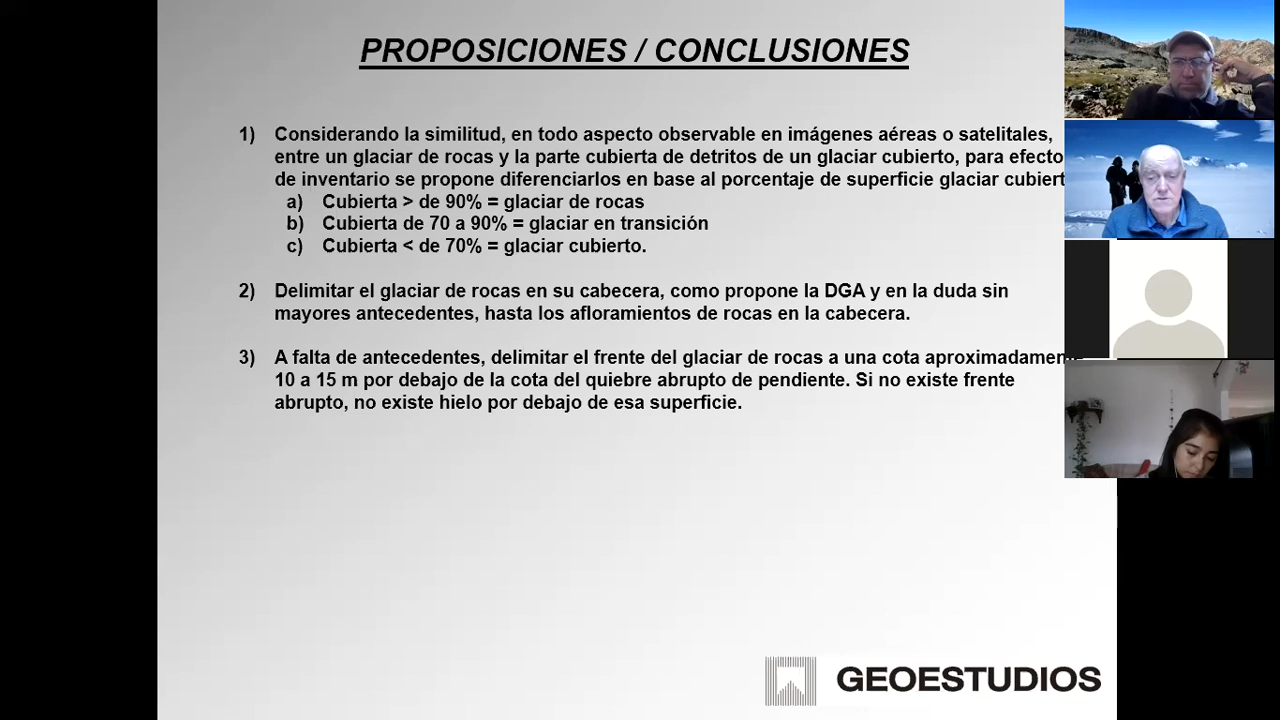 PROPOSICIONES / CONCLUSIONES
1) Considerando la similitud, en todo aspecto observable en imágenes aéreas o satelitales,
entre un glaciar de rocas y la parte cubierta de detritos de un glaciar cubierto, para efecto
de inventario se propone diferenciarlos en base al porcentaje de superficie glaciar cubiert
a) Cubierta > de 90% = glaciar de rocas
b) Cubierta de 70 a 90% = glaciar en transición
c) Cubierta < de 70% = glaciar cubierto.
2) Delimitar el glaciar de rocas en su cabecera, como propone la DGA y en la duda sin
mayores antecedentes, hasta los afloramientos de rocas en la cabecera.
3) A falta de antecedentes, delimitar el frente del glaciar de rocas a una cota
10 a 15 m por debajo de la cota del quiebre abrupto de pendiente. Si no existe frente
abrupto, no existe hielo por debajo de esa superficie.
GEOESTUDIOS